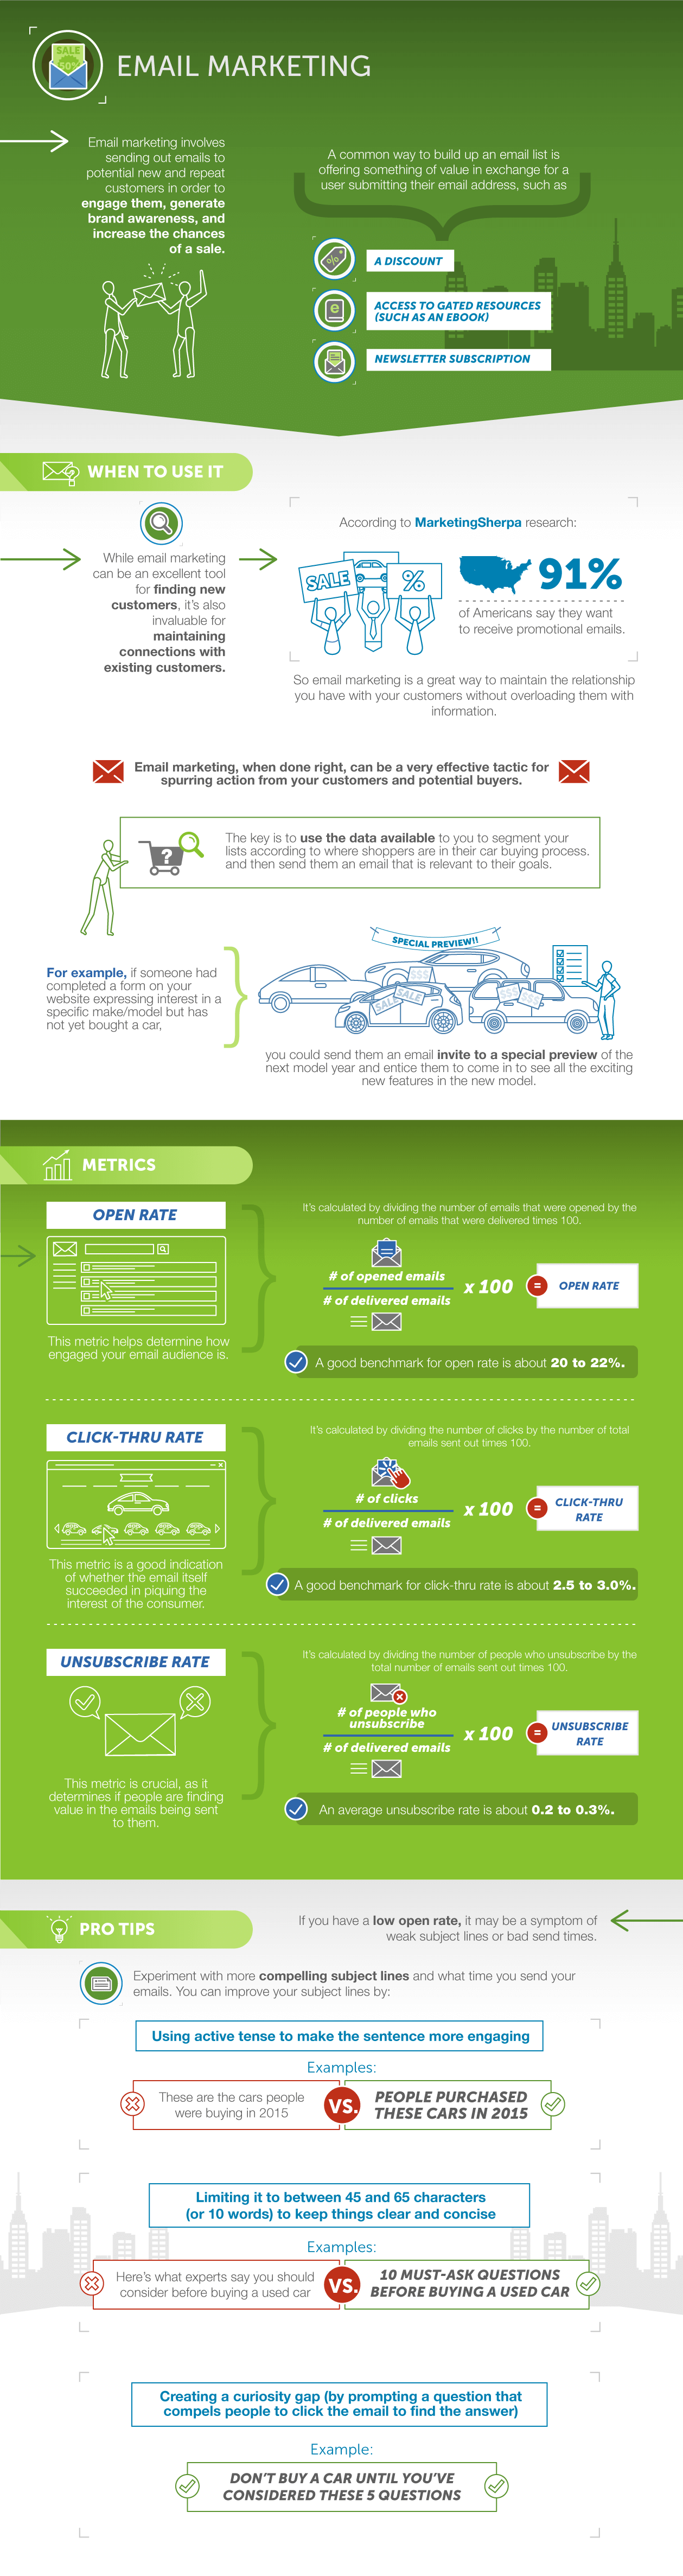 SALE
50%
EMAIL MARKETING
Email marketing involves
sending out emails to
potential new and repeat
customers in order to
engage them, generate
brand awareness, and
increase the chances
of a sale.
A common way to build up an email list is
offering something of value in exchange for a
user submitting their email address, such as
%
A DISCOUNT
e
ACCESS TO GATED RESOURCES
(SUCH AS AN EBOOK)
NEWSLETTER SUBSCRIPTION
WHEN TO USE IT
While email marketing
can be an excellent tool
for finding new
customers, it's also
invaluable for
maintaining
connections with
existing customers.
According to MarketingSherpa research:
SALE
%
91%
of Americans say they want
to receive promotional emails.
So email marketing is a great way to maintain the relationship
you have with your customers without overloading them with
information.
Email marketing, when done right, can be a very effective tactic for
spurring action from your customers and potential buyers.
?
The key is to use the data available to you to segment your
lists according to where shoppers are in their car buying process.
and then send them an email that is relevant to their goals.
For example, if someone had
completed a form on your
website expressing interest in a
specific make/model but has
not yet bought a car,
SPECIAL PREVIEW!!
$$$
SALE
SALE
$$$
$$$
you could send them an email invite to a special preview of the
next model year and entice them to come in to see all the exciting
new features in the new model.
METRICS
OPEN RATE
This metric helps determine how
engaged your email audience is.
It's calculated by dividing the number of emails that were opened by the
number of emails that were delivered times 100.
# of opened emails
# of delivered emails
x 100
=
OPEN RATE
A good benchmark for open rate is about 20 to 22%.
CLICK-THRU RATE
This metric is a good indication
of whether the email itself
succeeded in piquing the
interest of the consumer.
It's calculated by dividing the number of clicks by the number of total
emails sent out times 100.
# of clicks
# of delivered emails
x 100
=
CLICK-THRU
RATE
A good benchmark for click-thru rate is about 2.5 to 3.0%.
UNSUBSCRIBE RATE
This metric is crucial, as it
determines if people are finding
value in the emails being sent
to them.
It's calculated by dividing the number of people who unsubscribe by the
total number of emails sent out times 100.
# of people who
unsubscribe
# of delivered emails
x 100
=
UNSUBSCRIBE
RATE
An average unsubscribe rate is about 0.2 to 0.3%.
PRO TIPS
If you have a low open rate, it may be a symptom of
weak subject lines or bad send times.
Experiment with more compelling subject lines and what time you send your
emails. You can improve your subject lines by:
Using active tense to make the sentence more engaging
Examples:
These are the cars people
were buying in 2015
VS.
PEOPLE PURCHASED
THESE CARS IN 2015
Limiting it to between 45 and 65 characters
(or 10 words) to keep things clear and concise
Examples:
Here's what experts say you should
consider before buying a used car
VS.
10 MUST-ASK QUESTIONS
BEFORE BUYING A USED CAR
Creating a curiosity gap (by prompting a question that
compels people to click the email to find the answer)
Example:
DON'T BUY A CAR UNTIL YOU'VE
CONSIDERED THESE 5 QUESTIONS